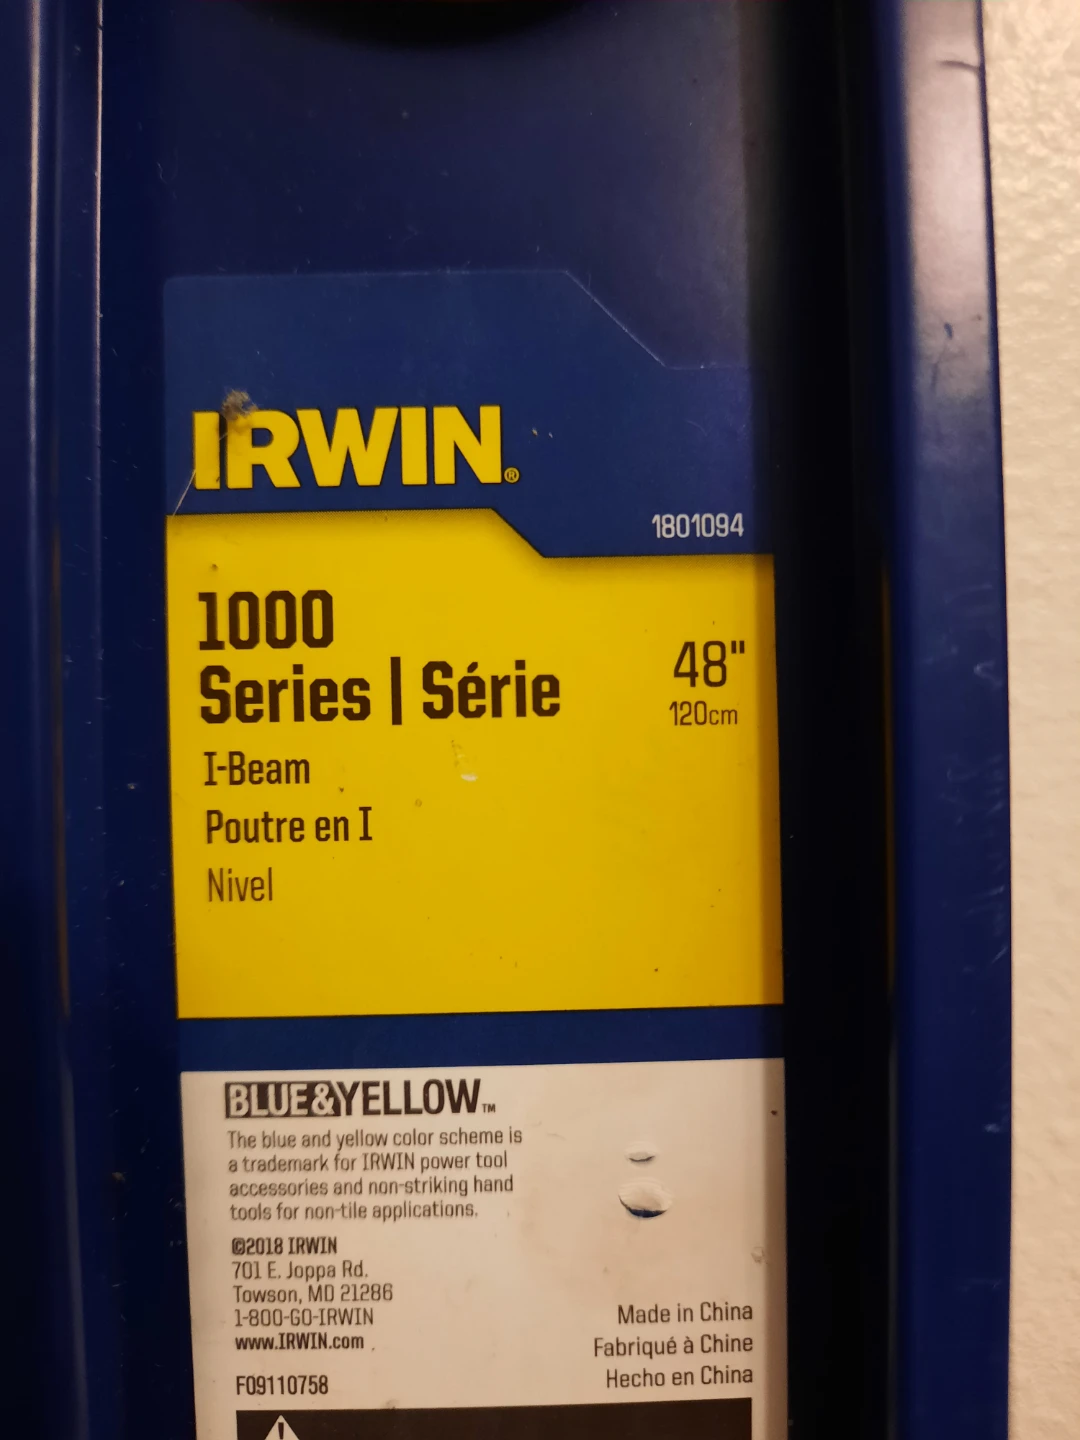 IRWIN®
1801094
1000
Series | Série
48"
120cm
I-Beam
Poutre en I
Nivel
BLUE&YELLOW™
The blue and yellow color scheme is
a trademark for IRWIN power tool
accessories and non-striking hand
tools for non-tile applications.
©2018 IRWIN
701 E. Joppa Rd.
Towson, MD 21286
1-800-GO-IRWIN
www.IRWIN.com
F09110758
Made in China
Fabriqué à Chine
Hecho en China